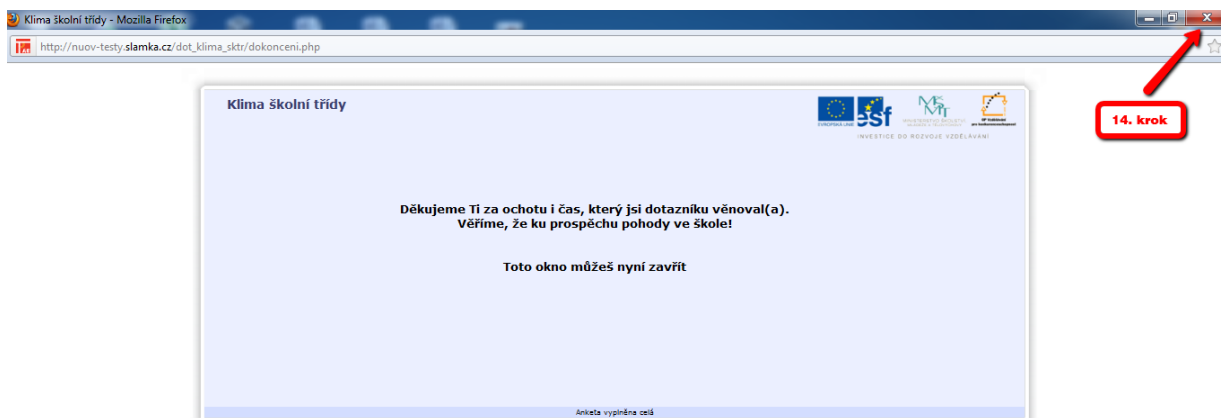 Klima školní třídy - Mozilla Firefox
http://nuov-testy.slamka.cz/dot_klima_sktr/dokonceni.php
Klima školní třídy
esf
MŠMT
INVESTICE DO ROZVOJE VZDĚLÁVÁNÍ
14. krok
Děkujeme Ti za ochotu i čas, který jsi dotazníku věnoval(a).
Věříme, že ku prospěchu pohody ve škole!
Toto okno můžeš nyní zavřít
Anketa vyplněna celá